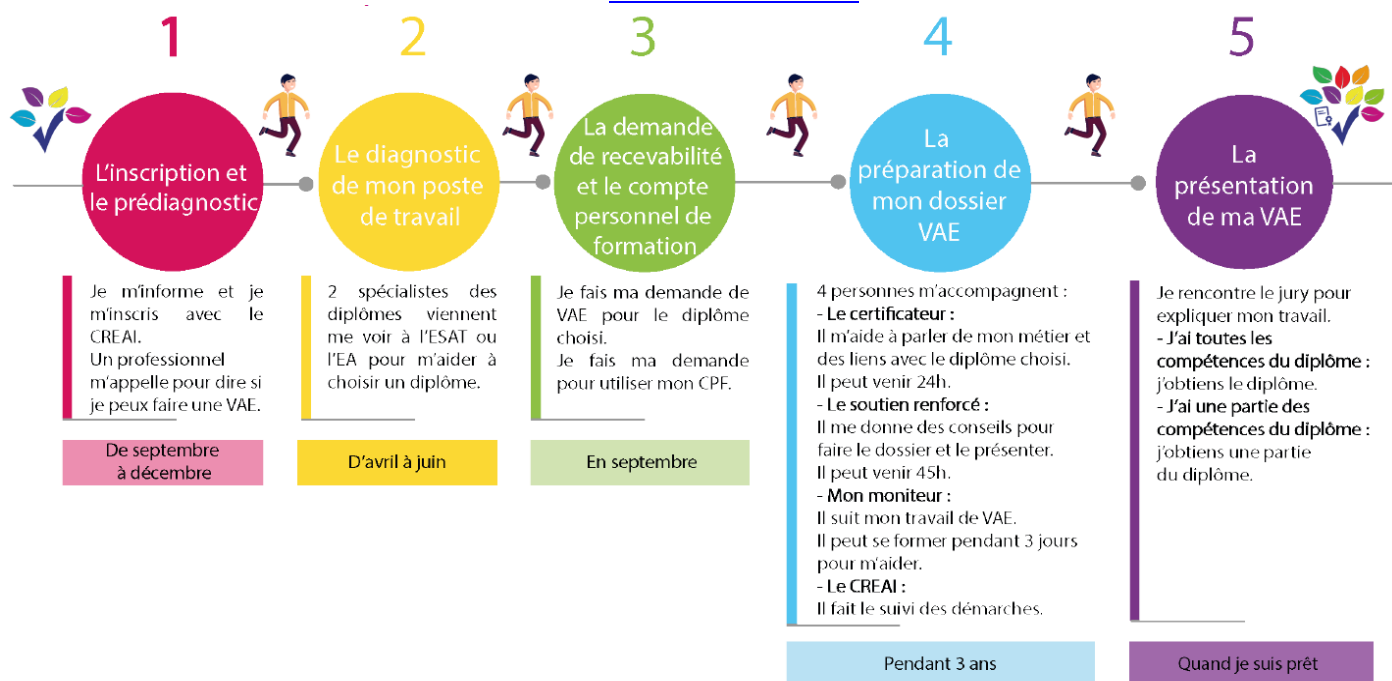 1
L'inscription et
le prédiagnostic
Je m'informe et je
m'inscris avec le
CREAI.
Un professionnel
m'appelle pour dire si
je peux faire une VAE.
De septembre
à décembre
2
Le diagnostic
de mon poste
de travail
2 spécialistes des
diplômes viennent
me voir à l'ESAT ou
l'EA pour m'aider à
choisir un diplôme.
D'avril à juin
3
La demande
de recevabilité
et le compte
personnel de
formation
Je fais ma demande de
VAE pour le diplôme
choisi.
Je fais ma demande
pour utiliser mon CPF.
En septembre
4
La
préparation de
mon dossier
VAE
4 personnes m'accompagnent :
- Le certificateur :
Il m'aide à parler de mon métier et
des liens avec le diplôme choisi.
Il peut venir 24h.
- Le soutien renforcé :
Il me donne des conseils pour
faire le dossier et le présenter.
Il peut venir 45h.
- Mon moniteur :
Il suit mon travail de VAE.
Il peut se former pendant 3 jours
pour m'aider.
- Le CREAI :
Il fait le suivi des démarches.
Pendant 3 ans
5
La
présentation
de ma VAE
Je rencontre le jury pour
expliquer mon travail.
- J'ai toutes les
compétences du diplôme :
j'obtiens le diplôme.
- J'ai une partie des
compétences du diplôme :
j'obtiens une partie
du diplôme.
Quand je suis prêt